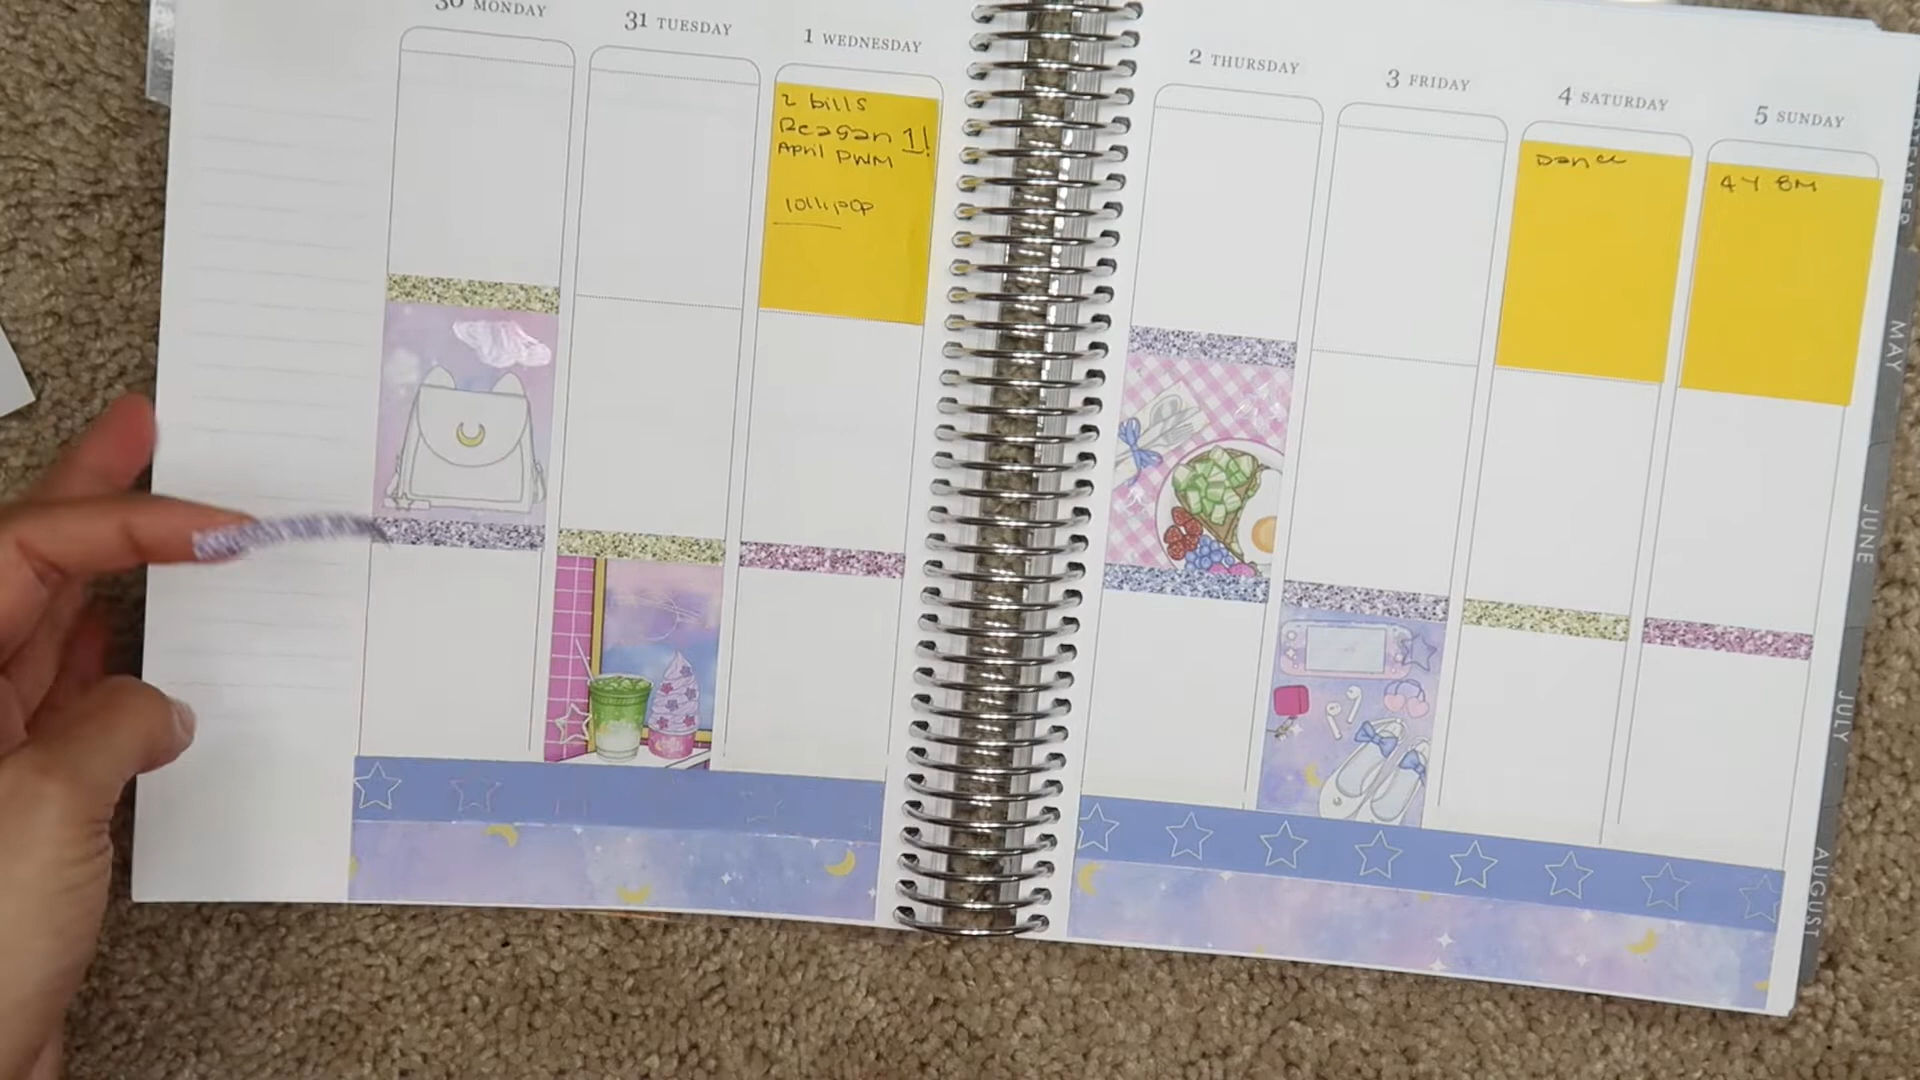 30 MONDAY
31 TUESDAY
1 WEDNESDAY
2 THURSDAY
3 FRIDAY
4 SATURDAY
5 SUNDAY
2 bills
Reagan 1!
April PWM
lollipop
Dance
4Y 8M
MAY
JUNE
JULY
AUGUST